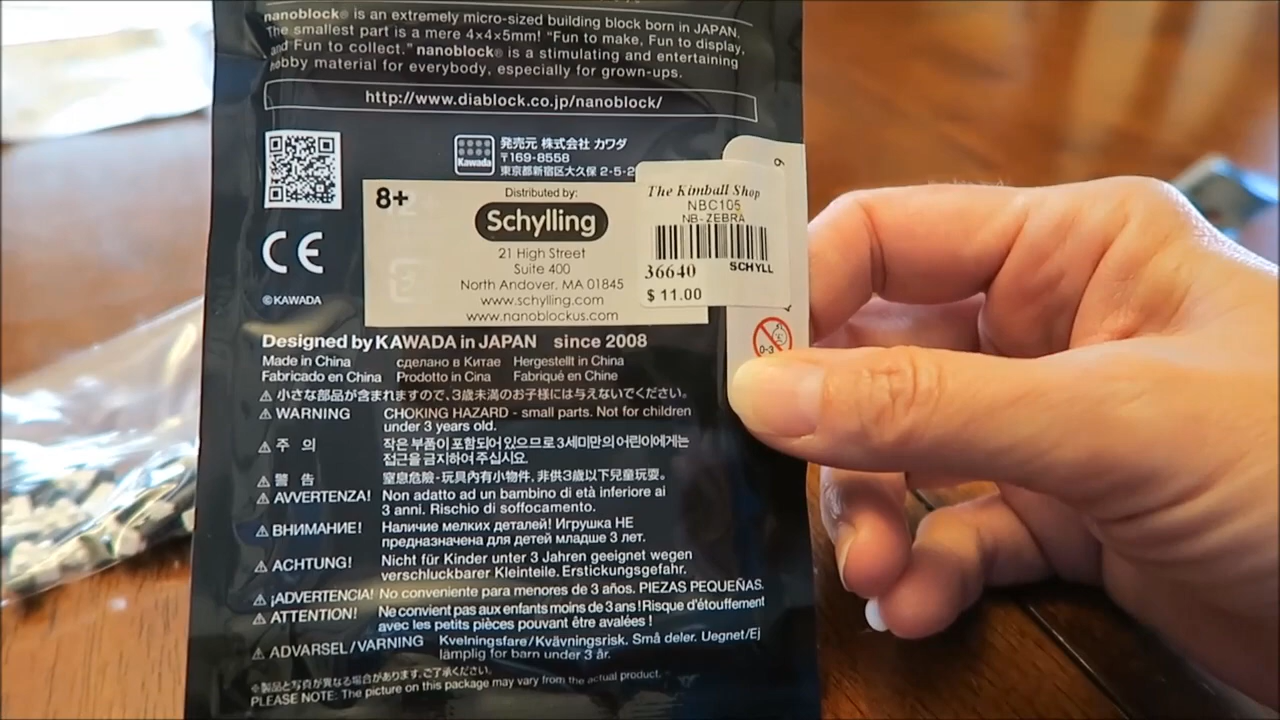 nanoblock® is an extremely micro-sized building block born in JAPAN.
The smallest part is a mere 4×4×5mm! "Fun to make, Fun to display,
and Fun to collect." nanoblock® is a stimulating and entertaining
hobby material for everybody, especially for grown-ups.
http://www.diablock.co.jp/nanoblock/
Kawada
発売元 株式会社 カワダ
〒169-8558
東京都新宿区大久保 2-5-2
8+
Distributed by:
Schylling
21 High Street
Suite 400
North Andover, MA 01845
www.schylling.com
www.nanoblockus.com
The Kimball Shop
NBC105
NB-ZEBRA
36640 SCHYLL
$ 11.00
0-3
CE
©KAWADA
Designed by KAWADA in JAPAN since 2008
Made in China сделано в Китае Hergestellt in China
Fabricado en China Prodotto in Cina Fabriqué en Chine
⚠ 小さな部品が含まれますので、3歳未満のお子様には与えないでください。
⚠ WARNING CHOKING HAZARD - small parts. Not for children
under 3 years old.
⚠ 주 의 작은 부품이 포함되어 있으므로 3세미만의 어린이에게는
접근을 금지하여 주십시요.
⚠ 警 告 窒息危險-玩具內有小物件, 非供3歲以下兒童玩耍。
⚠ AVVERTENZA! Non adatto ad un bambino di età inferiore ai
3 anni. Rischio di soffocamento.
⚠ ВНИМАНИЕ! Наличие мелких деталей! Игрушка НЕ
предназначена для детей младше 3 лет.
⚠ ACHTUNG! Nicht für Kinder unter 3 Jahren geeignet wegen
verschluckbarer Kleinteile. Erstickungsgefahr.
⚠ ¡ADVERTENCIA! No conveniente para menores de 3 años. PIEZAS PEQUEÑAS.
⚠ ATTENTION! Ne convient pas aux enfants moins de 3 ans! Risque d'étouffement
avec les petits pièces pouvant être avalées !
⚠ ADVARSEL/VARNING Kvelningsfare/Kvävningsrisk. Små deler. Uegnet/Ej
lämplig for barn under 3 år.
※製品と写真が異なる場合があります。ご了承ください。
PLEASE NOTE: The picture on this package may vary from the actual product.